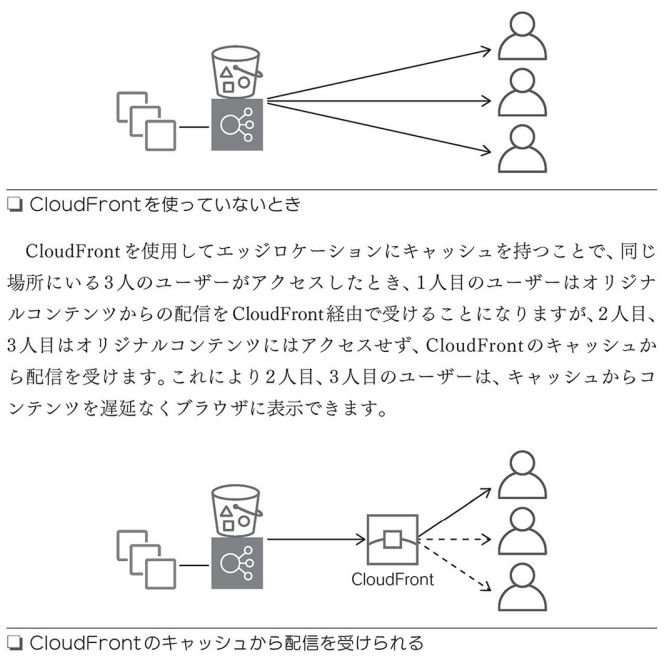 CloudFrontを使っていないとき
CloudFrontを使用してエッジロケーションにキャッシュを持つことで、同じ
場所にいる3人のユーザーがアクセスしたとき、1人目のユーザーはオリジナ
ルコンテンツからの配信をCloudFront経由で受けることになりますが、2人目、
3人目はオリジナルコンテンツにはアクセスせず、CloudFrontのキャッシュか
ら配信を受けます。これにより2人目、3人目のユーザーは、キャッシュからコ
ンテンツを遅延なくブラウザに表示できます。
CloudFront
CloudFrontのキャッシュから配信を受けられる